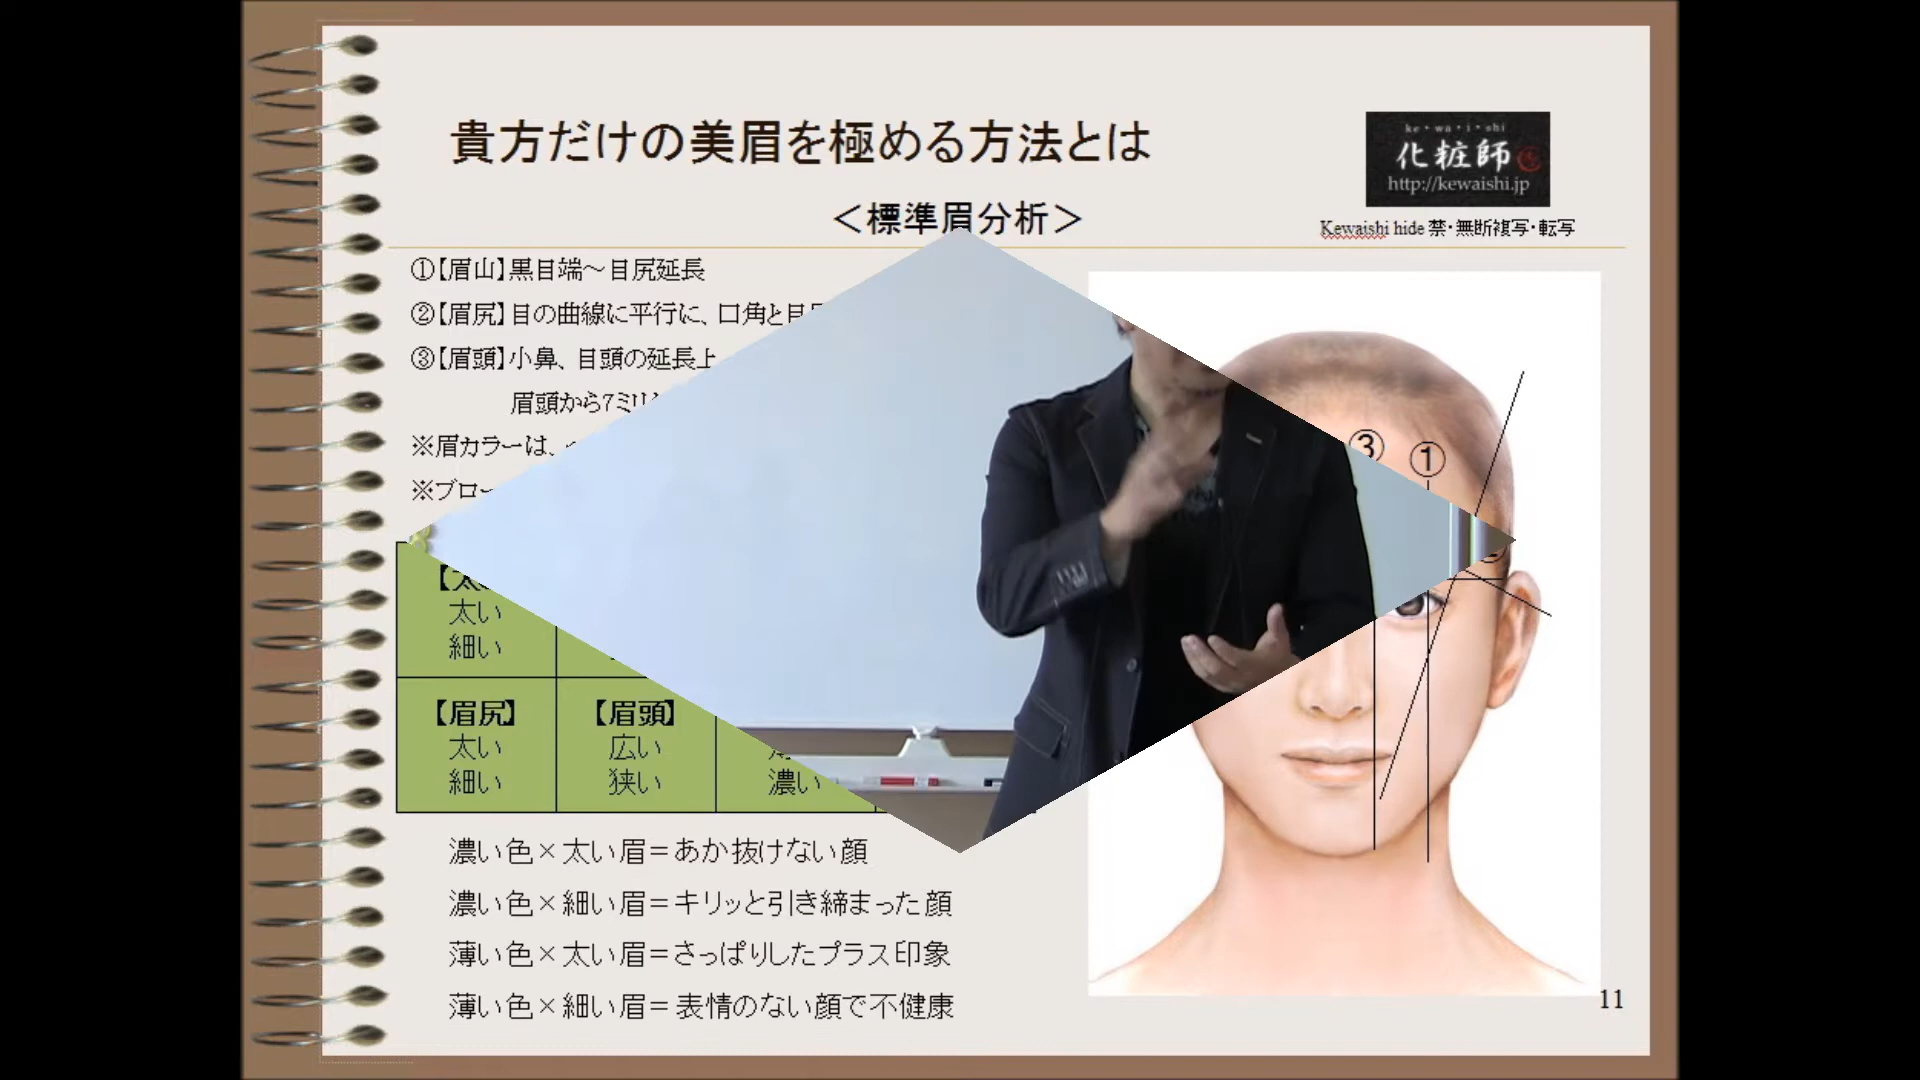 貴方だけの美眉を極める方法とは
ke・wa・i・shi
化粧師
http://kewaishi.jp
＜標準眉分析＞
Kewaishi hide 禁・無断複写・転写
①【眉山】黒目端～目尻延長
②【眉尻】目の曲線に平行に、口角と目
③【眉頭】小鼻、目頭の延長上
眉頭から7ミリ
※眉カラーは、
※ブロー
③
①
【太
太い
細い
【眉尻】
太い
細い
【眉頭】
広い
狭い
濃い
濃い色×太い眉＝あか抜けない顔
濃い色×細い眉＝キリッと引き締まった顔
薄い色×太い眉＝さっぱりしたプラス印象
薄い色×細い眉＝表情のない顔で不健康
11